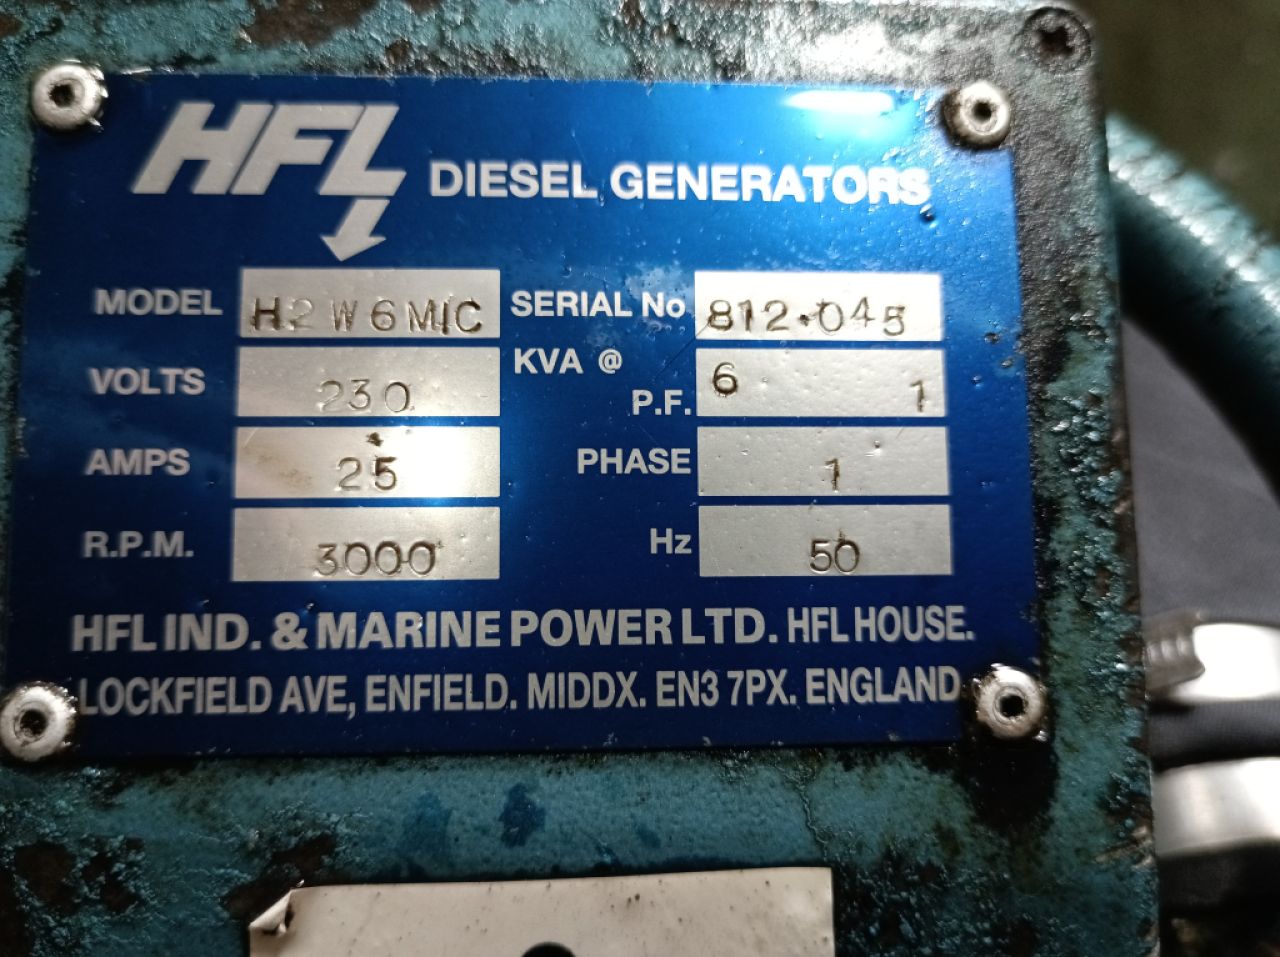 HFL DIESEL GENERATORS
MODEL H2W6M/C SERIAL No 812.045
VOLTS 230 KVA @ 6
P.F. 1
AMPS 25 PHASE 1
R.P.M. 3000 Hz 50
HFL IND. & MARINE POWER LTD. HFL HOUSE.
LOCKFIELD AVE, ENFIELD. MIDDX. EN3 7PX. ENGLAND